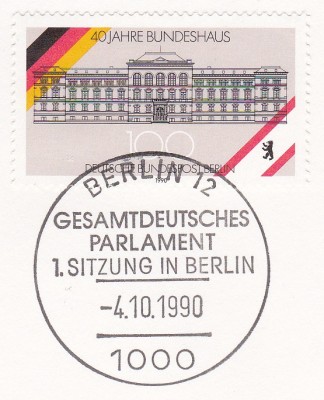 40 JAHRE BUNDESHAUS
100
DEUTSCHE BUNDESPOST BERLIN
1990
BERLIN 12
GESAMTDEUTSCHES
PARLAMENT
1. SITZUNG IN BERLIN
-4.10.1990
1000